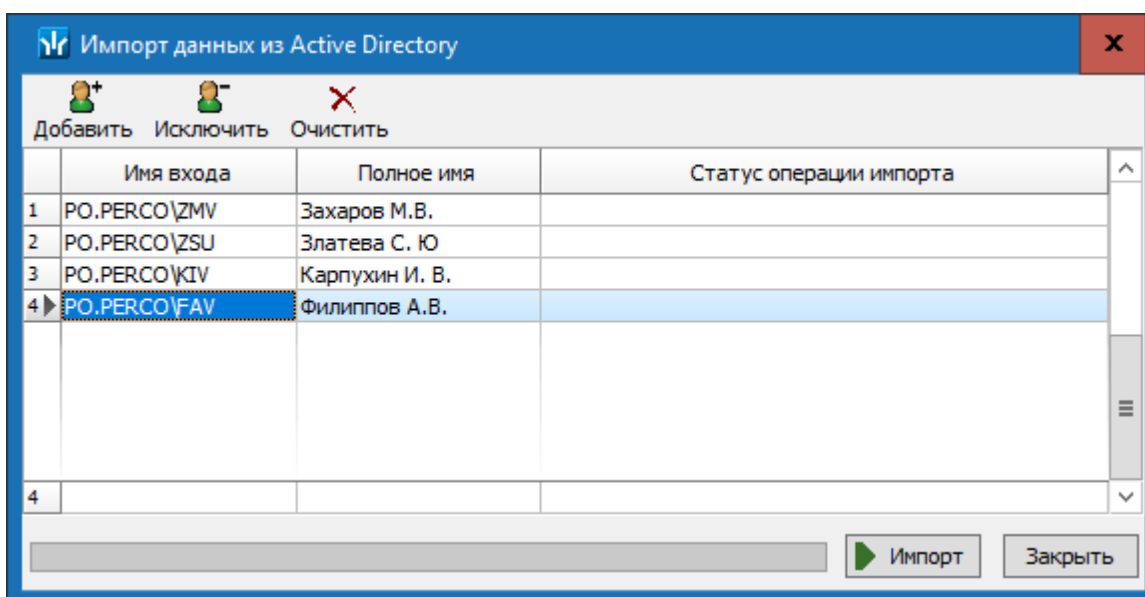 Импорт данных из Active Directory
Добавить Исключить Очистить
Имя входа Полное имя Статус операции импорта
1 PO.PERCO\ZMV Захаров М.В.
2 PO.PERCO\ZSU Златева С. Ю
3 PO.PERCO\KIV Карпухин И. В.
4 PO.PERCO\FAV Филиппов А.В.
4
Импорт Закрыть